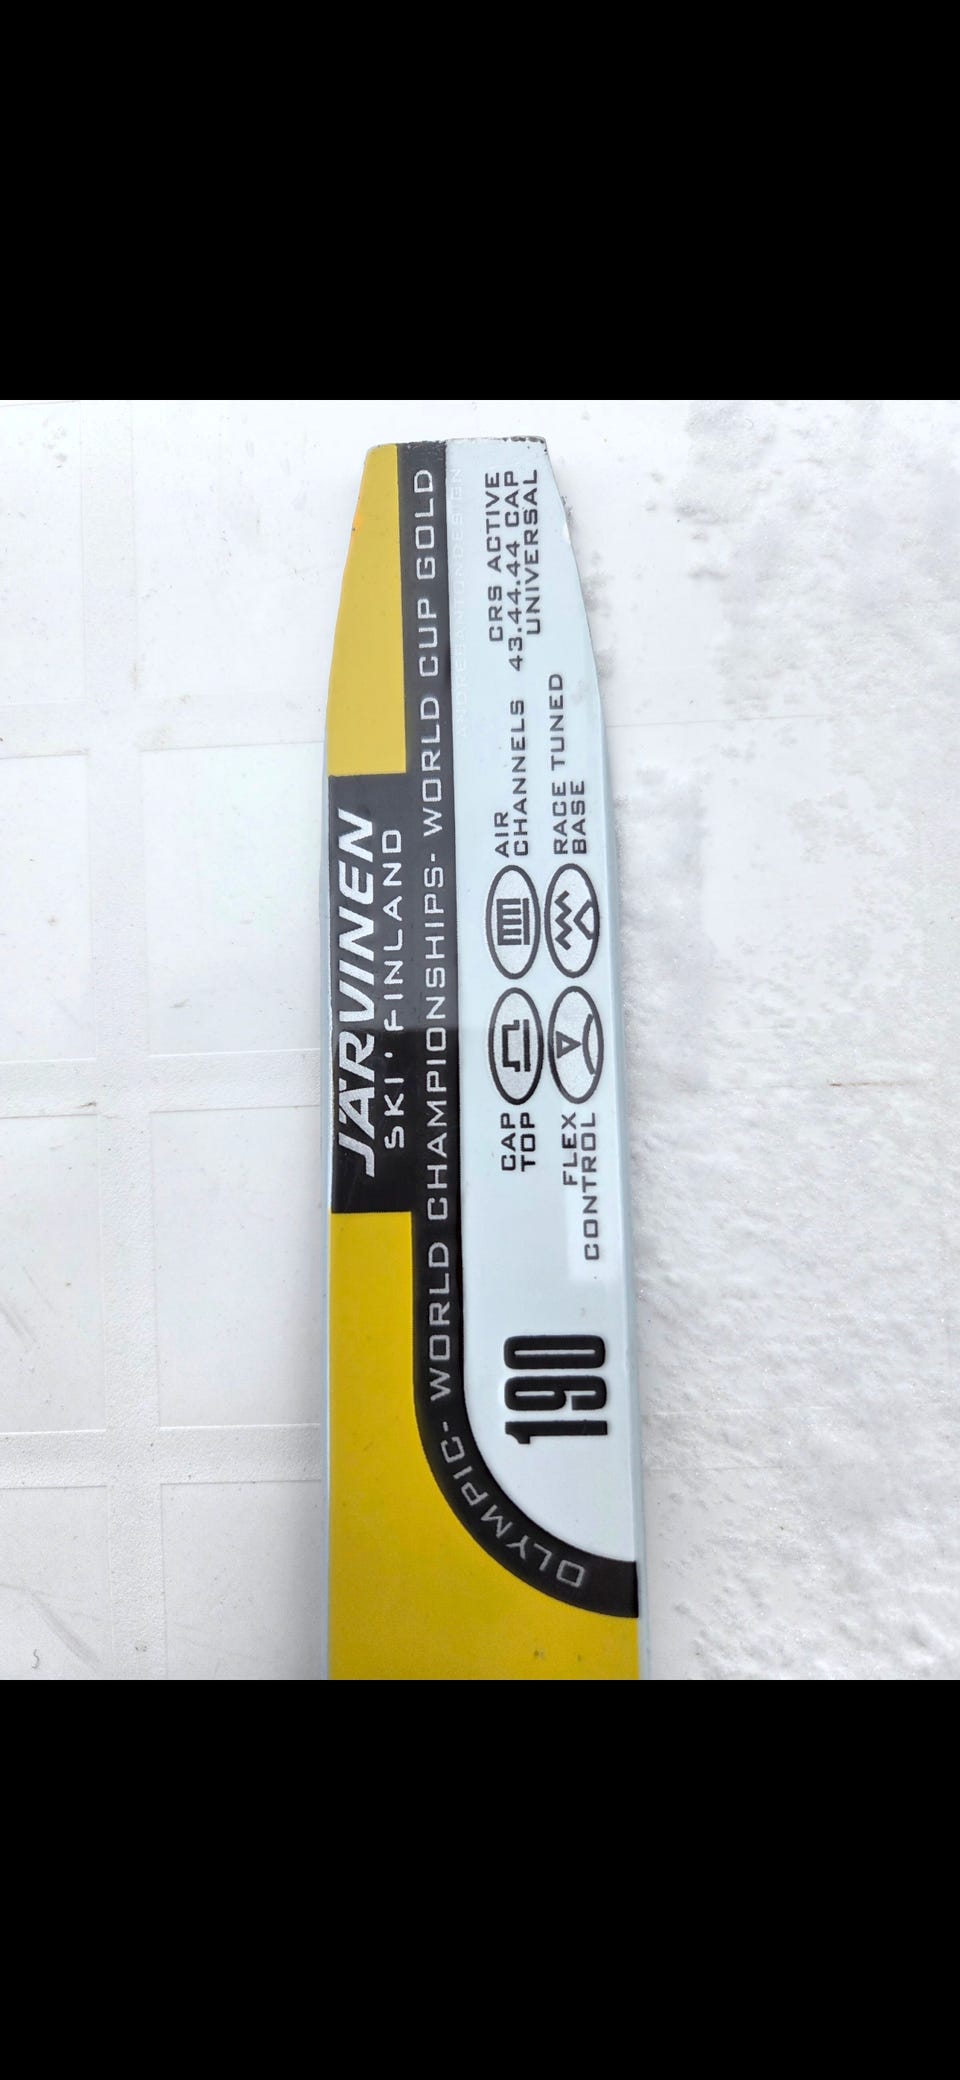 JÄRVINEN
SKI • FINLAND
OLYMPIC- WORLD CHAMPIONSHIPS- WORLD CUP GOLD
190
CAP
TOP
FLEX
CONTROL
AIR
CHANNELS
RACE TUNED
BASE
CRS ACTIVE
43.44.44 CAP
UNIVERSAL